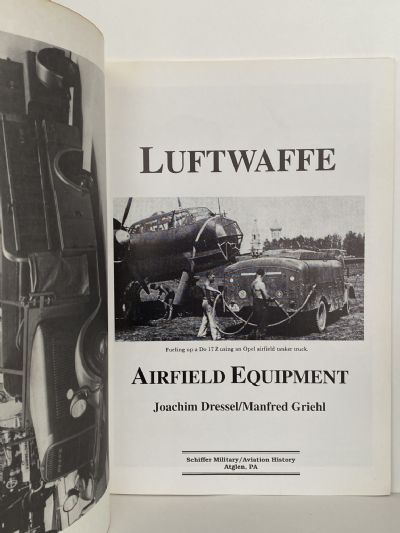 LUFTWAFFE
Fueling up a Do 17 Z using an Opel airfield tanker truck.
AIRFIELD EQUIPMENT
Joachim Dressel/Manfred Griehl
Schiffer Military/Aviation History
Atglen, PA